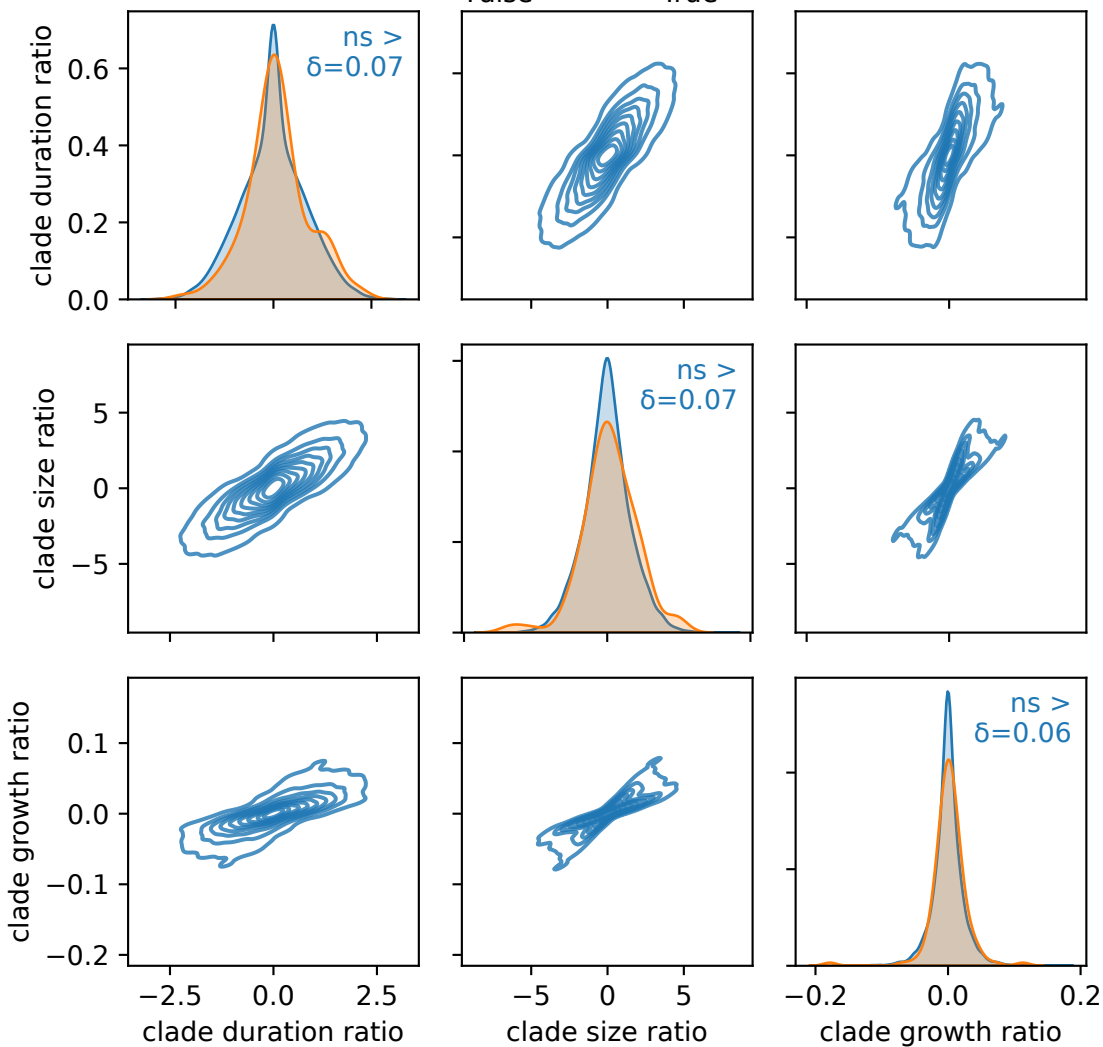 False True
clade duration ratio
0.6
0.4
0.2
0.0
ns >
δ=0.07
clade size ratio
5
0
−5
ns >
δ=0.07
clade growth ratio
0.1
0.0
−0.1
−0.2
ns >
δ=0.06
−2.5 0.0 2.5
−5 0 5
−0.2 0.0 0.2
clade duration ratio
clade size ratio
clade growth ratio